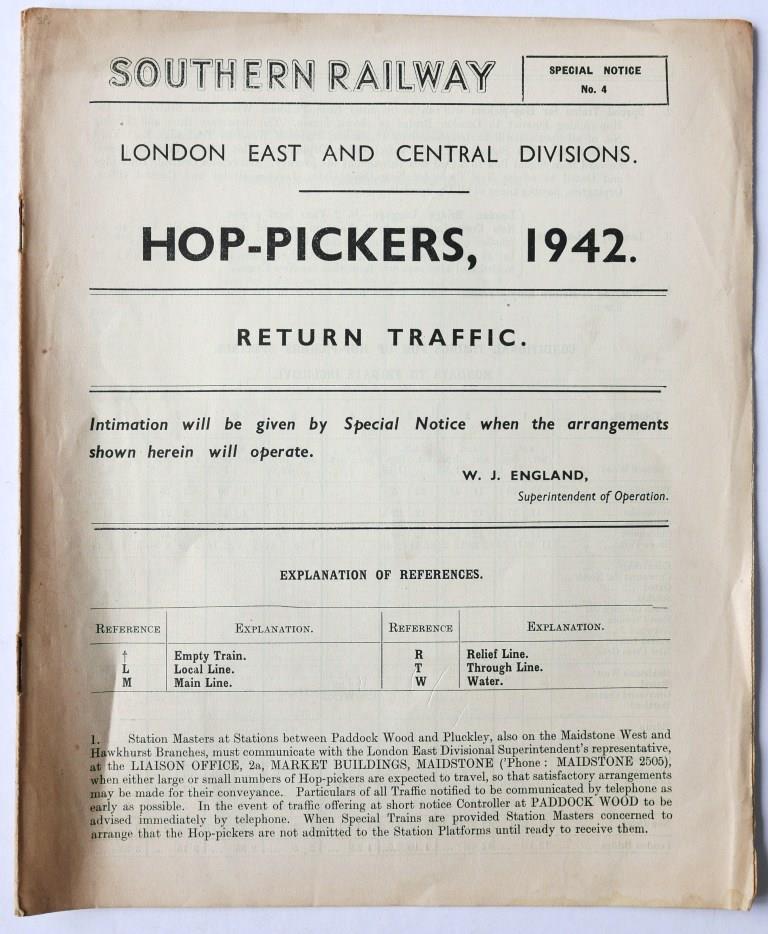 SOUTHERN RAILWAY
SPECIAL NOTICE
No. 4
LONDON EAST AND CENTRAL DIVISIONS.
HOP-PICKERS, 1942.
RETURN TRAFFIC.
Intimation will be given by Special Notice when the arrangements
shown herein will operate.
W. J. ENGLAND,
Superintendent of Operation.
EXPLANATION OF REFERENCES.
REFERENCE EXPLANATION. REFERENCE EXPLANATION.
† Empty Train. R Relief Line.
L Local Line. T Through Line.
M Main Line. W Water.
1. Station Masters at Stations between Paddock Wood and Pluckley, also on the Maidstone West and
Hawkhurst Branches, must communicate with the London East Divisional Superintendent's representative,
at the LIAISON OFFICE, 2a, MARKET BUILDINGS, MAIDSTONE ('Phone: MAIDSTONE 2505),
when either large or small numbers of Hop-pickers are expected to travel, so that satisfactory arrangements
may be made for their conveyance. Particulars of all Traffic notified to be communicated by telephone as
early as possible. In the event of traffic offering at short notice Controller at PADDOCK WOOD to be
advised immediately by telephone. When Special Trains are provided Station Masters concerned to
arrange that the Hop-pickers are not admitted to the Station Platforms until ready to receive them.